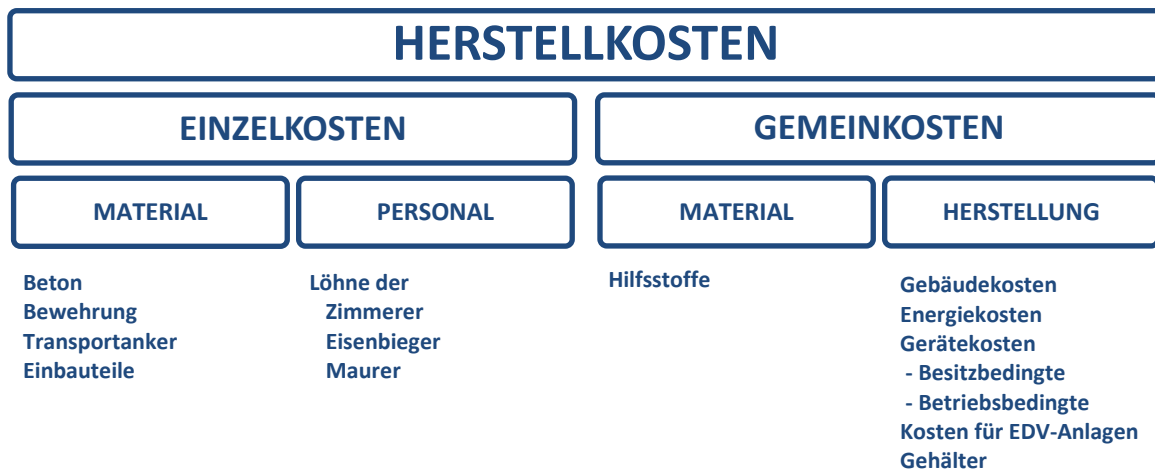 HERSTELLKOSTEN
EINZELKOSTEN
GEMEINKOSTEN
MATERIAL
PERSONAL
MATERIAL
HERSTELLUNG
Beton
Bewehrung
Transportanker
Einbauteile
Löhne der
Zimmerer
Eisenbieger
Maurer
Hilfsstoffe
Gebäudekosten
Energiekosten
Gerätekosten
- Besitzbedingte
- Betriebsbedingte
Kosten für EDV-Anlagen
Gehälter